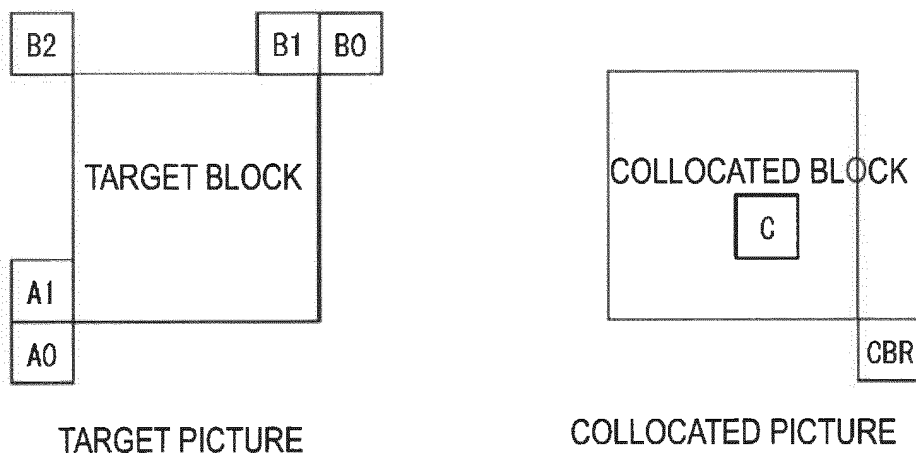 B2
B1
B0
TARGET BLOCK
A1
A0
TARGET PICTURE
COLLOCATED BLOCK
C
CBR
COLLOCATED PICTURE